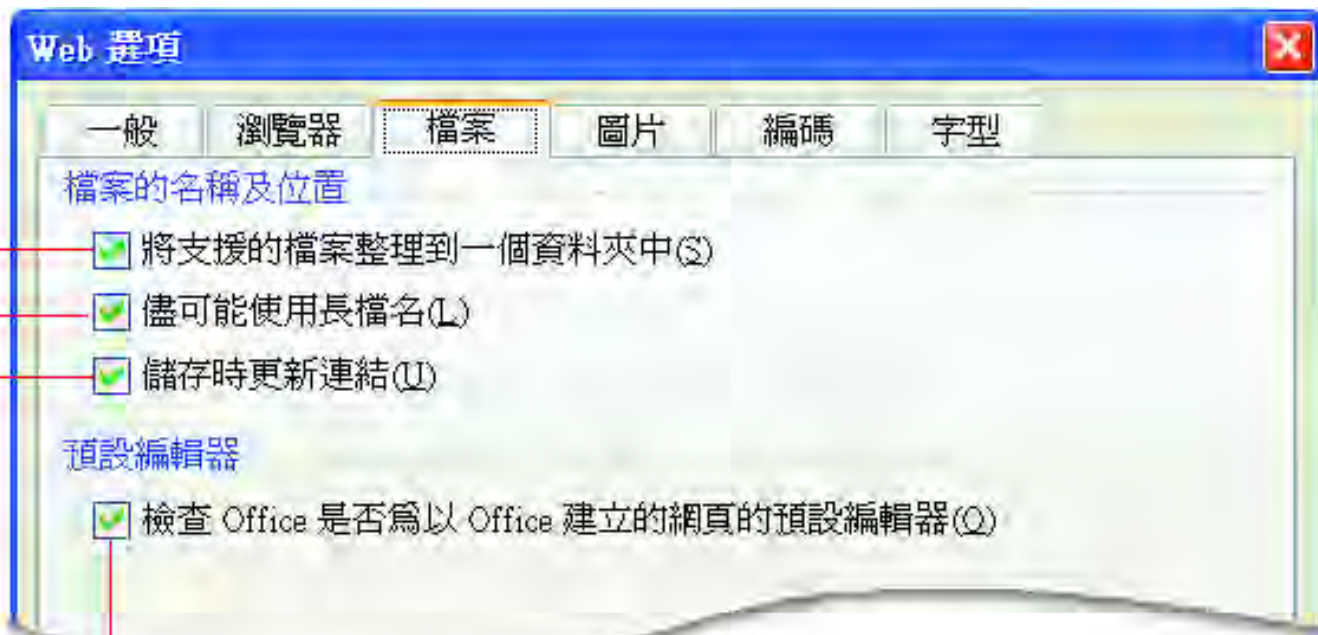 Web 選項
一般 瀏覽器 檔案 圖片 編碼 字型
檔案的名稱及位置
將支援的檔案整理到一個資料夾中(S)
儘可能使用長檔名(L)
儲存時更新連結(U)
預設編輯器
檢查 Office 是否為以 Office 建立的網頁的預設編輯器(O)